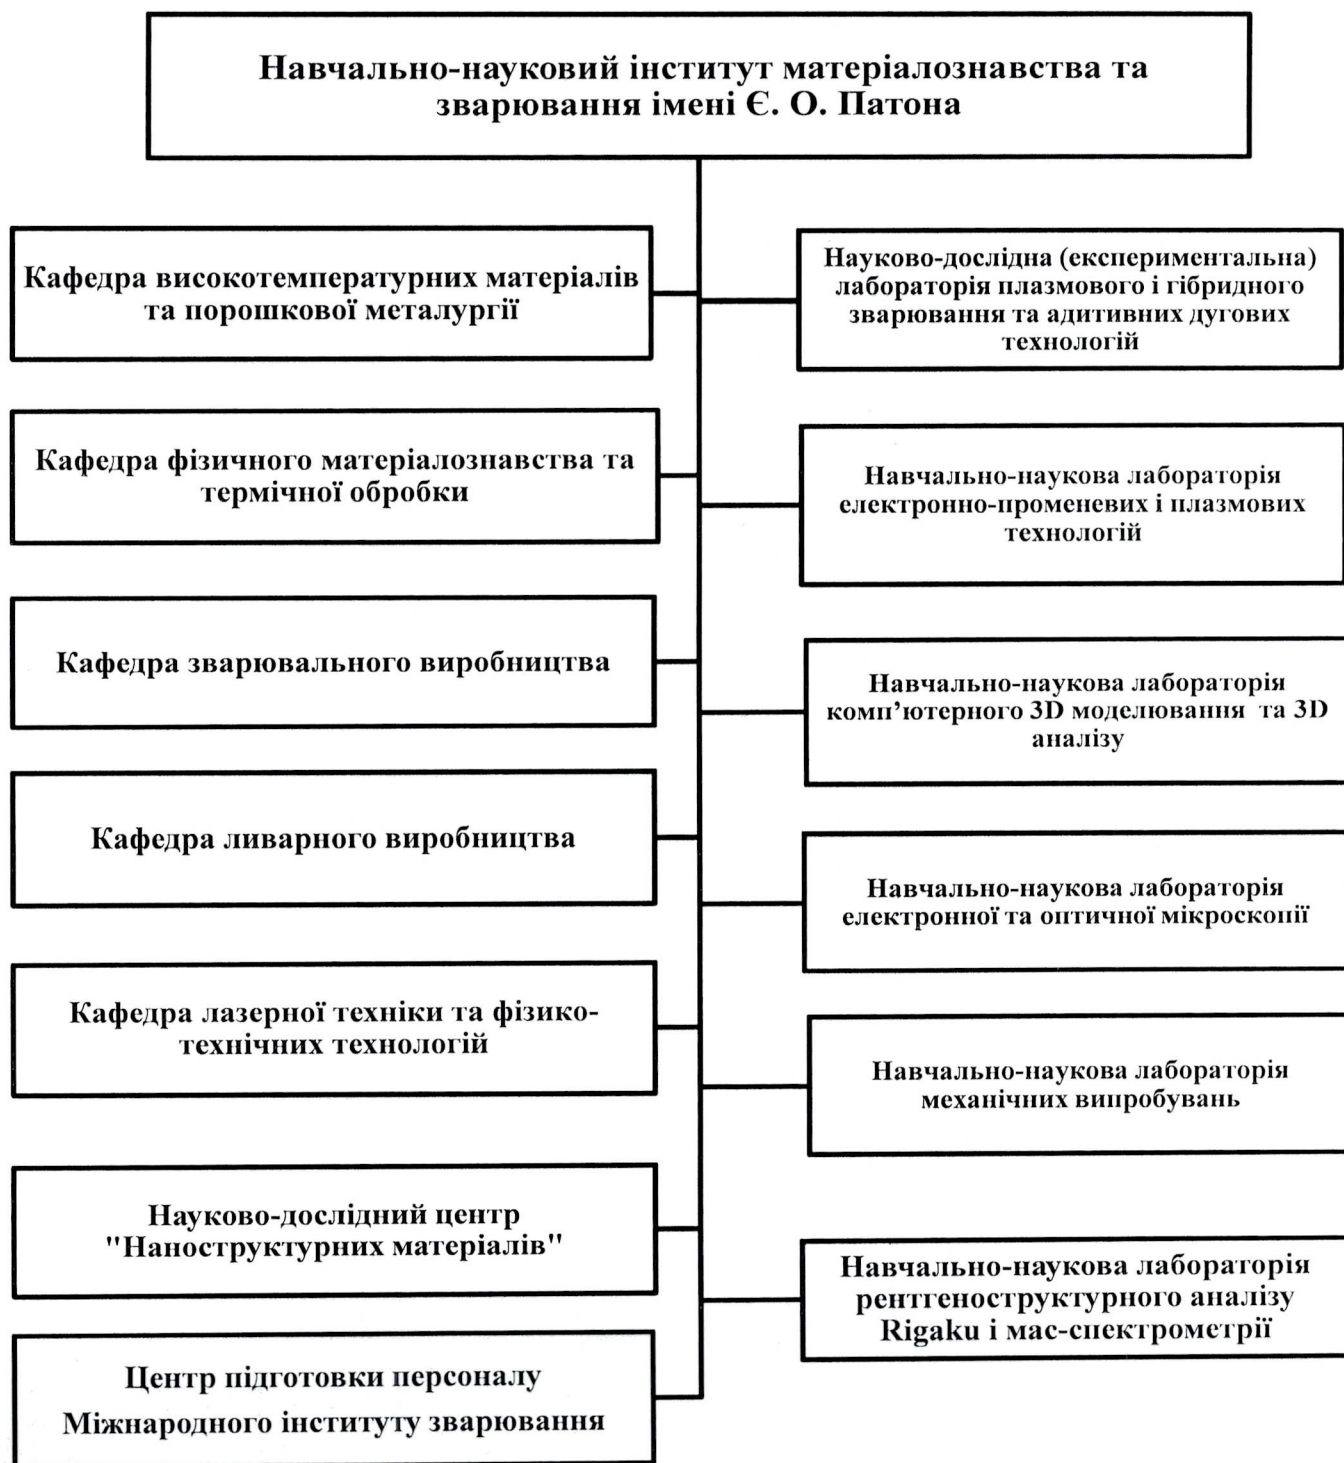 Навчально-науковий інститут матеріалознавства та
зварювання імені Є. О. Патона
Кафедра високотемпературних матеріалів
та порошкової металургії
Кафедра фізичного матеріалознавства та
термічної обробки
Кафедра зварювального виробництва
Кафедра ливарного виробництва
Кафедра лазерної техніки та фізико-
технічних технологій
Науково-дослідний центр
"Наноструктурних матеріалів"
Центр підготовки персоналу
Міжнародного інституту зварювання
Науково-дослідна (експериментальна)
лабораторія плазмового і гібридного
зварювання та адитивних дугових
технологій
Навчально-наукова лабораторія
електронно-променевих і плазмових
технологій
Навчально-наукова лабораторія
комп’ютерного 3D моделювання та 3D
аналізу
Навчально-наукова лабораторія
електронної та оптичної мікроскопії
Навчально-наукова лабораторія
механічних випробувань
Навчально-наукова лабораторія
рентгеноструктурного аналізу
Rigaku і мас-спектрометрії